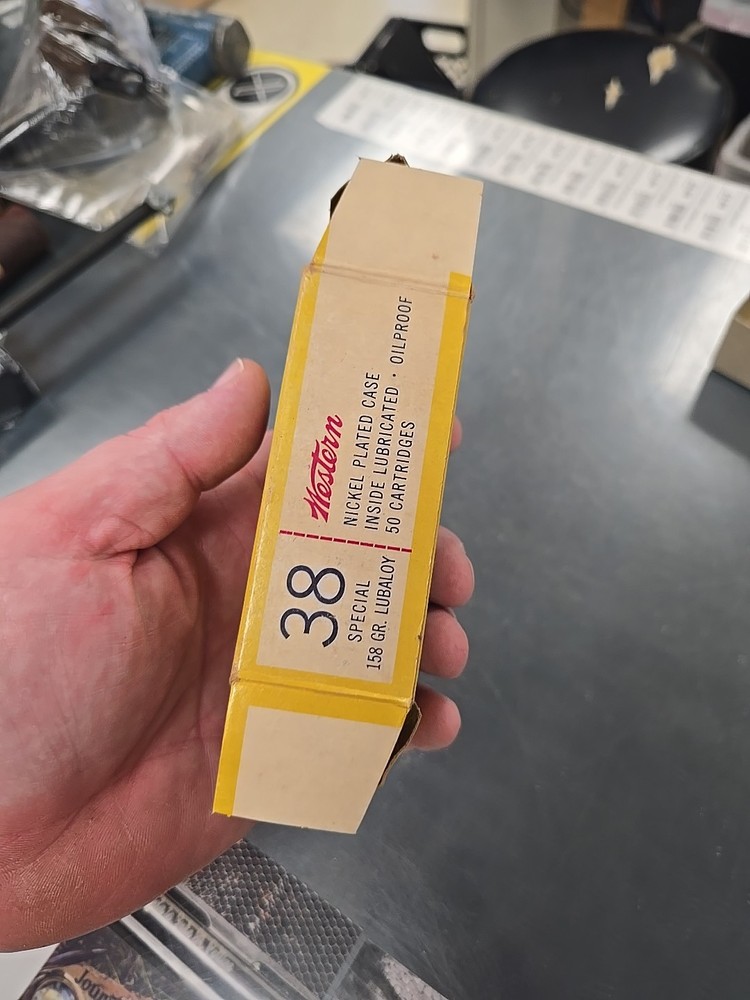 38
SPECIAL
158 GR. LUBALOY
Western
NICKEL PLATED CASE
INSIDE LUBRICATED • OILPROOF
50 CARTRIDGES